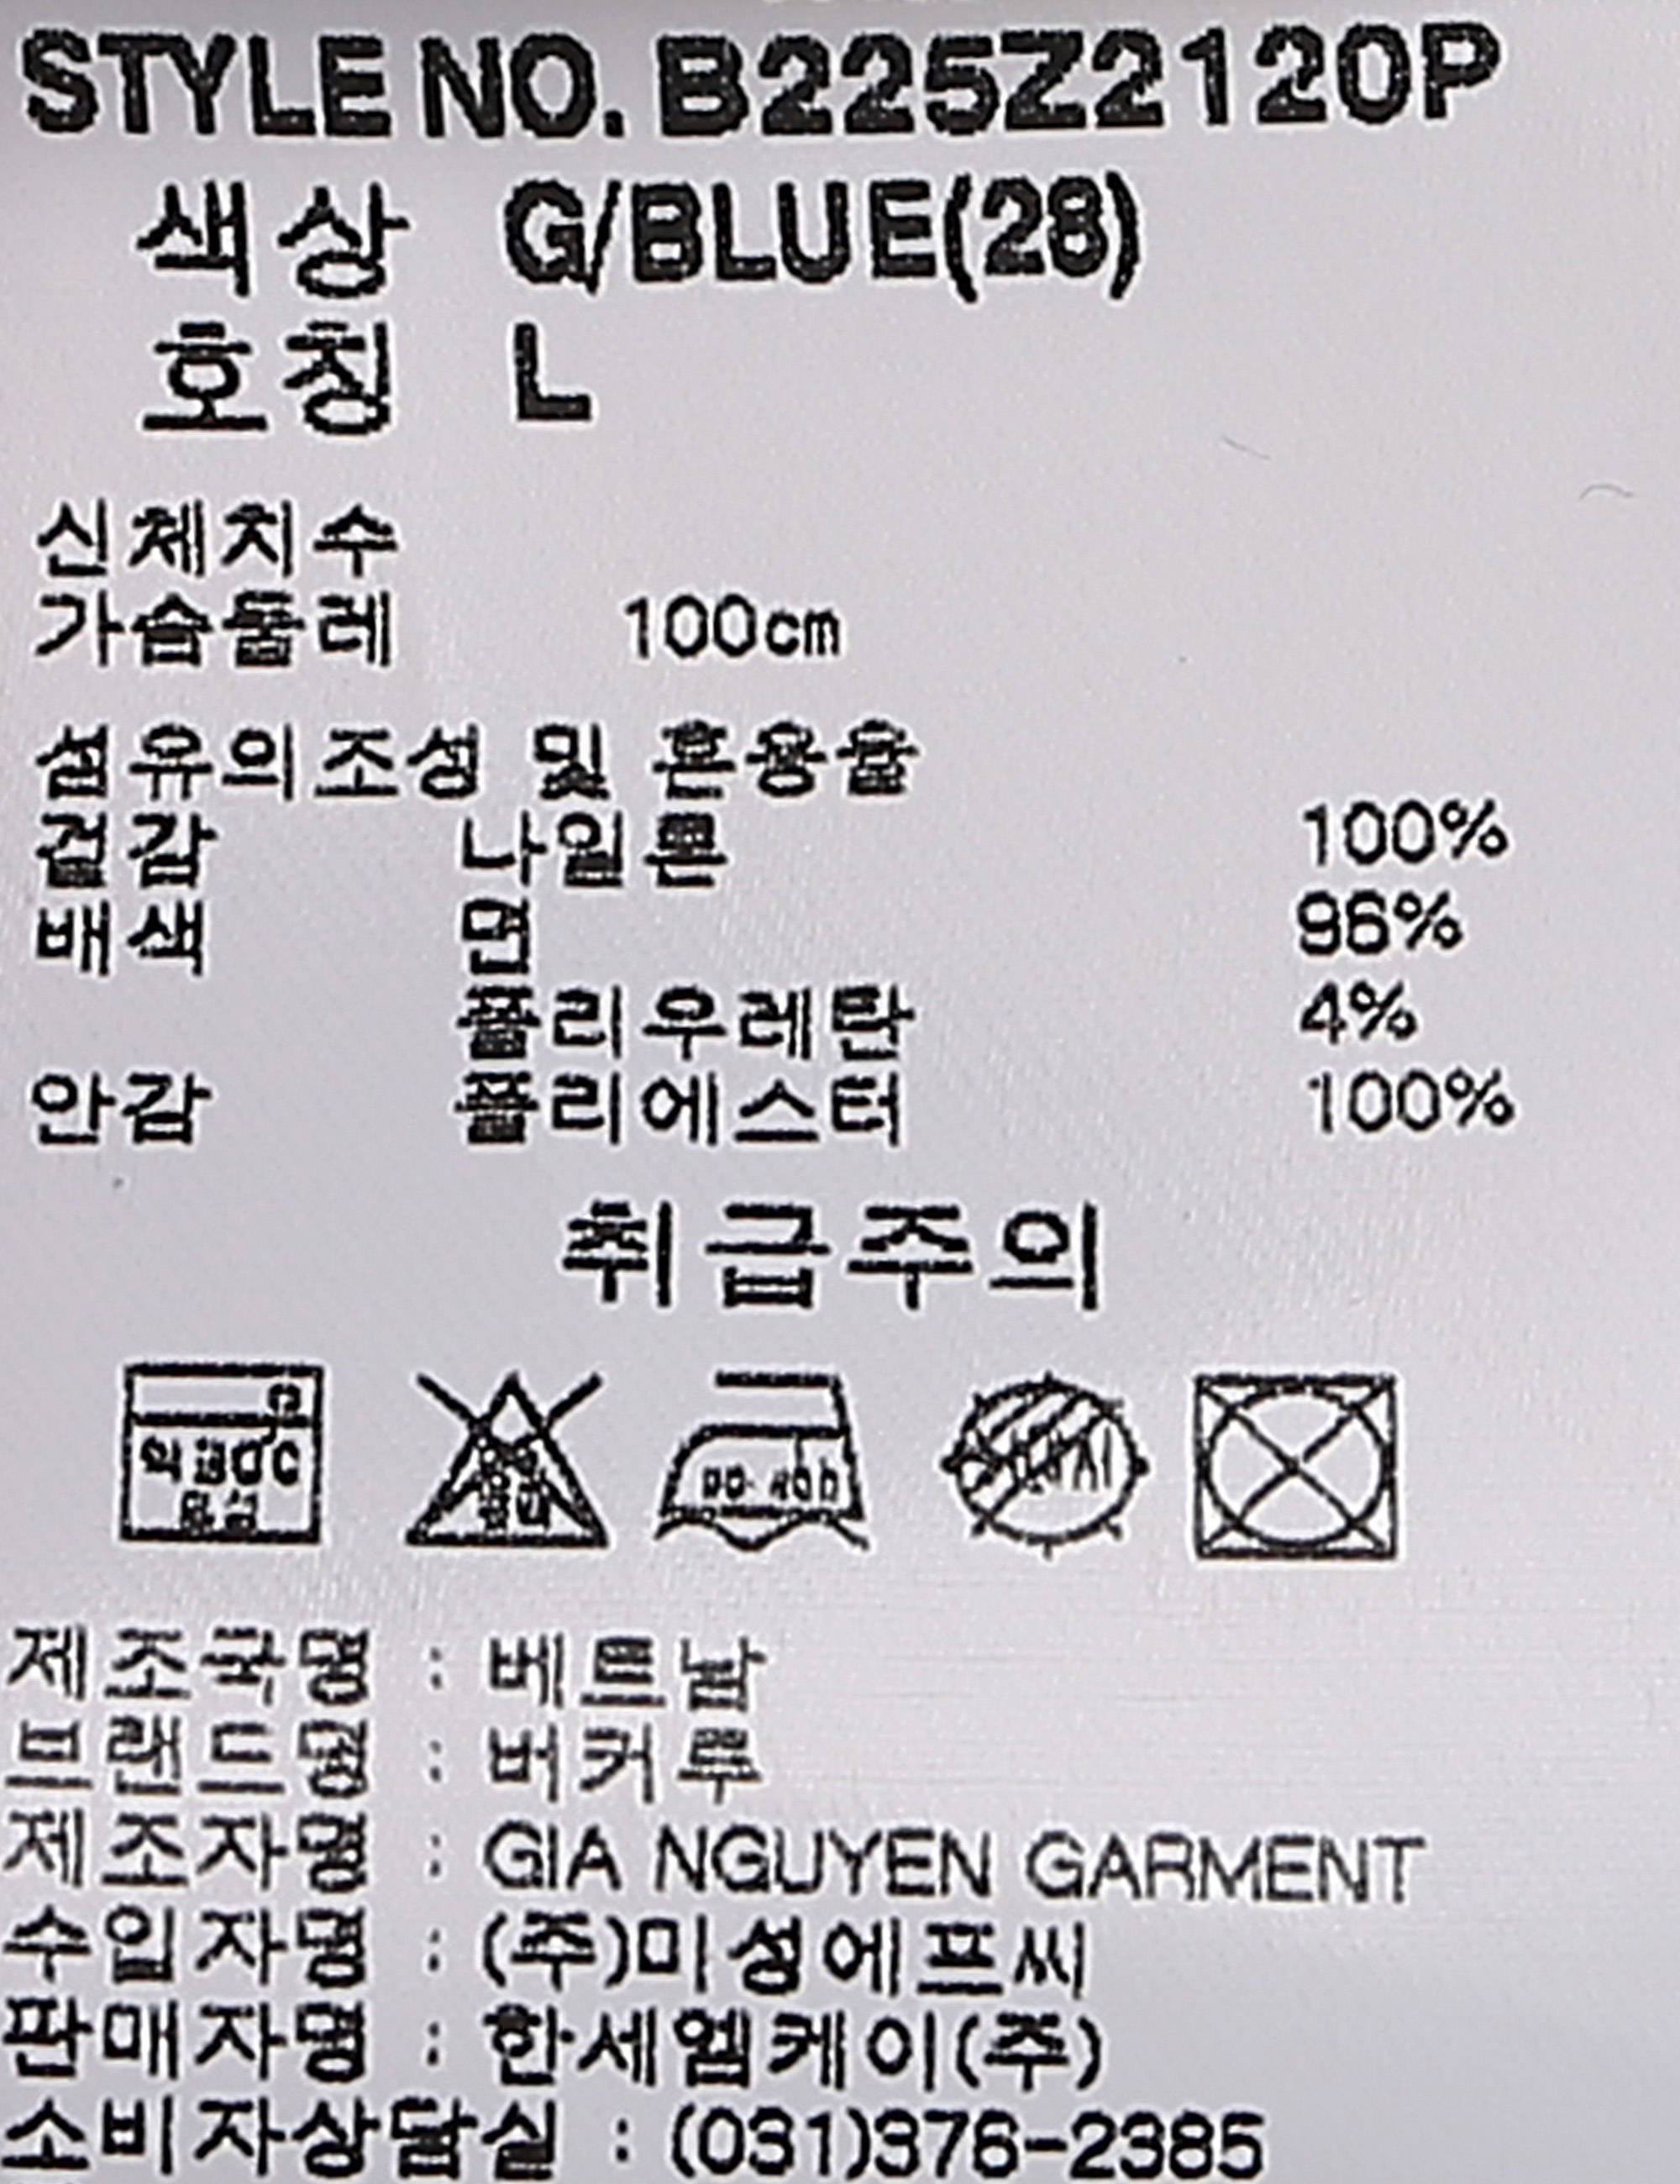 STYLE NO. B225Z2120P
색상 G/BLUE(28)
호칭 L
신체치수
가슴둘레 100cm
섬유의조성 및 혼용율
겉감 나일론 100%
배색 면 96%
폴리우레탄 4%
안감 폴리에스터 100%
취급주의
제조국명 : 베트남
브랜드명 : 버커루
제조자명 : GIA NGUYEN GARMENT
수입자명 : (주)미성에프씨
판매자명 : 한세엠케이(주)
소비자상담실 : (031)376-2385